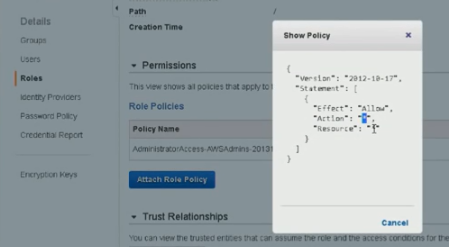 Details
Groups
Users
Roles
Identity Providers
Password Policy
Credential Report
Encryption Keys
Path /
Creation Time
Permissions
This view shows all policies that apply to
Role Policies
Policy Name
AdministratorAccess-AWSAdmins-2013
Attach Role Policy
Trust Relationships
You can view the trusted entities that can assume the role and the access conditions for the
Show Policy
×
{
"Version": "2012-10-17",
"Statement": [
{
"Effect": "Allow",
"Action": "*",
"Resource": "*"
}
]
}
Cancel